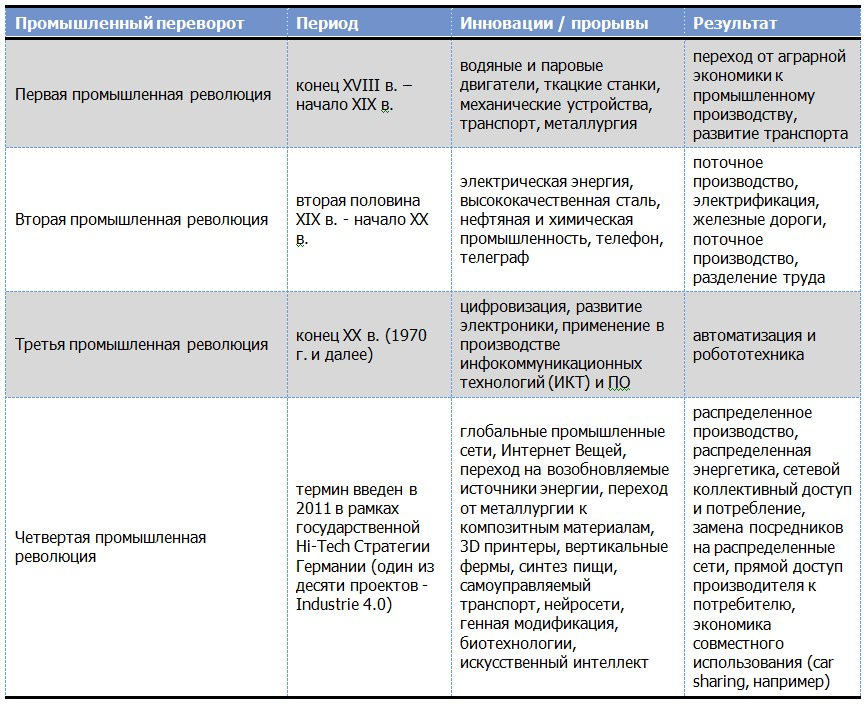 Промышленный переворот
Период
Инновации / прорывы
Результат
Первая промышленная революция
конец XVIII в. –
начало XIX в.
водяные и паровые
двигатели, ткацкие станки,
механические устройства,
транспорт, металлургия
переход от аграрной
экономики к
промышленному
производству,
развитие транспорта
Вторая промышленная революция
вторая половина
XIX в. - начало XX
в.
электрическая энергия,
высококачественная сталь,
нефтяная и химическая
промышленность, телефон,
телеграф
поточное
производство,
электрификация,
железные дороги,
поточное
производство,
разделение труда
Третья промышленная революция
конец XX в. (1970
г. и далее)
цифровизация, развитие
электроники, применение в
производстве
инфокоммуникационных
технологий (ИКТ) и ПО
автоматизация и
робототехника
Четвертая промышленная
революция
термин введен в
2011 в рамках
государственной
Hi-Tech Стратегии
Германии (один из
десяти проектов -
Industrie 4.0)
глобальные промышленные
сети, Интернет Вещей,
переход на возобновляемые
источники энергии, переход
от металлургии к
композитным материалам,
3D принтеры, вертикальные
фермы, синтез пищи,
самоуправляемый
транспорт, нейросети,
генная модификация,
биотехнологии,
искусственный интеллект
распределенное
производство,
распределенная
энергетика, сетевой
коллективный доступ
и потребление,
замена посредников
на распределенные
сети, прямой доступ
производителя к
потребителю,
экономика
совместного
использования (car
sharing, например)